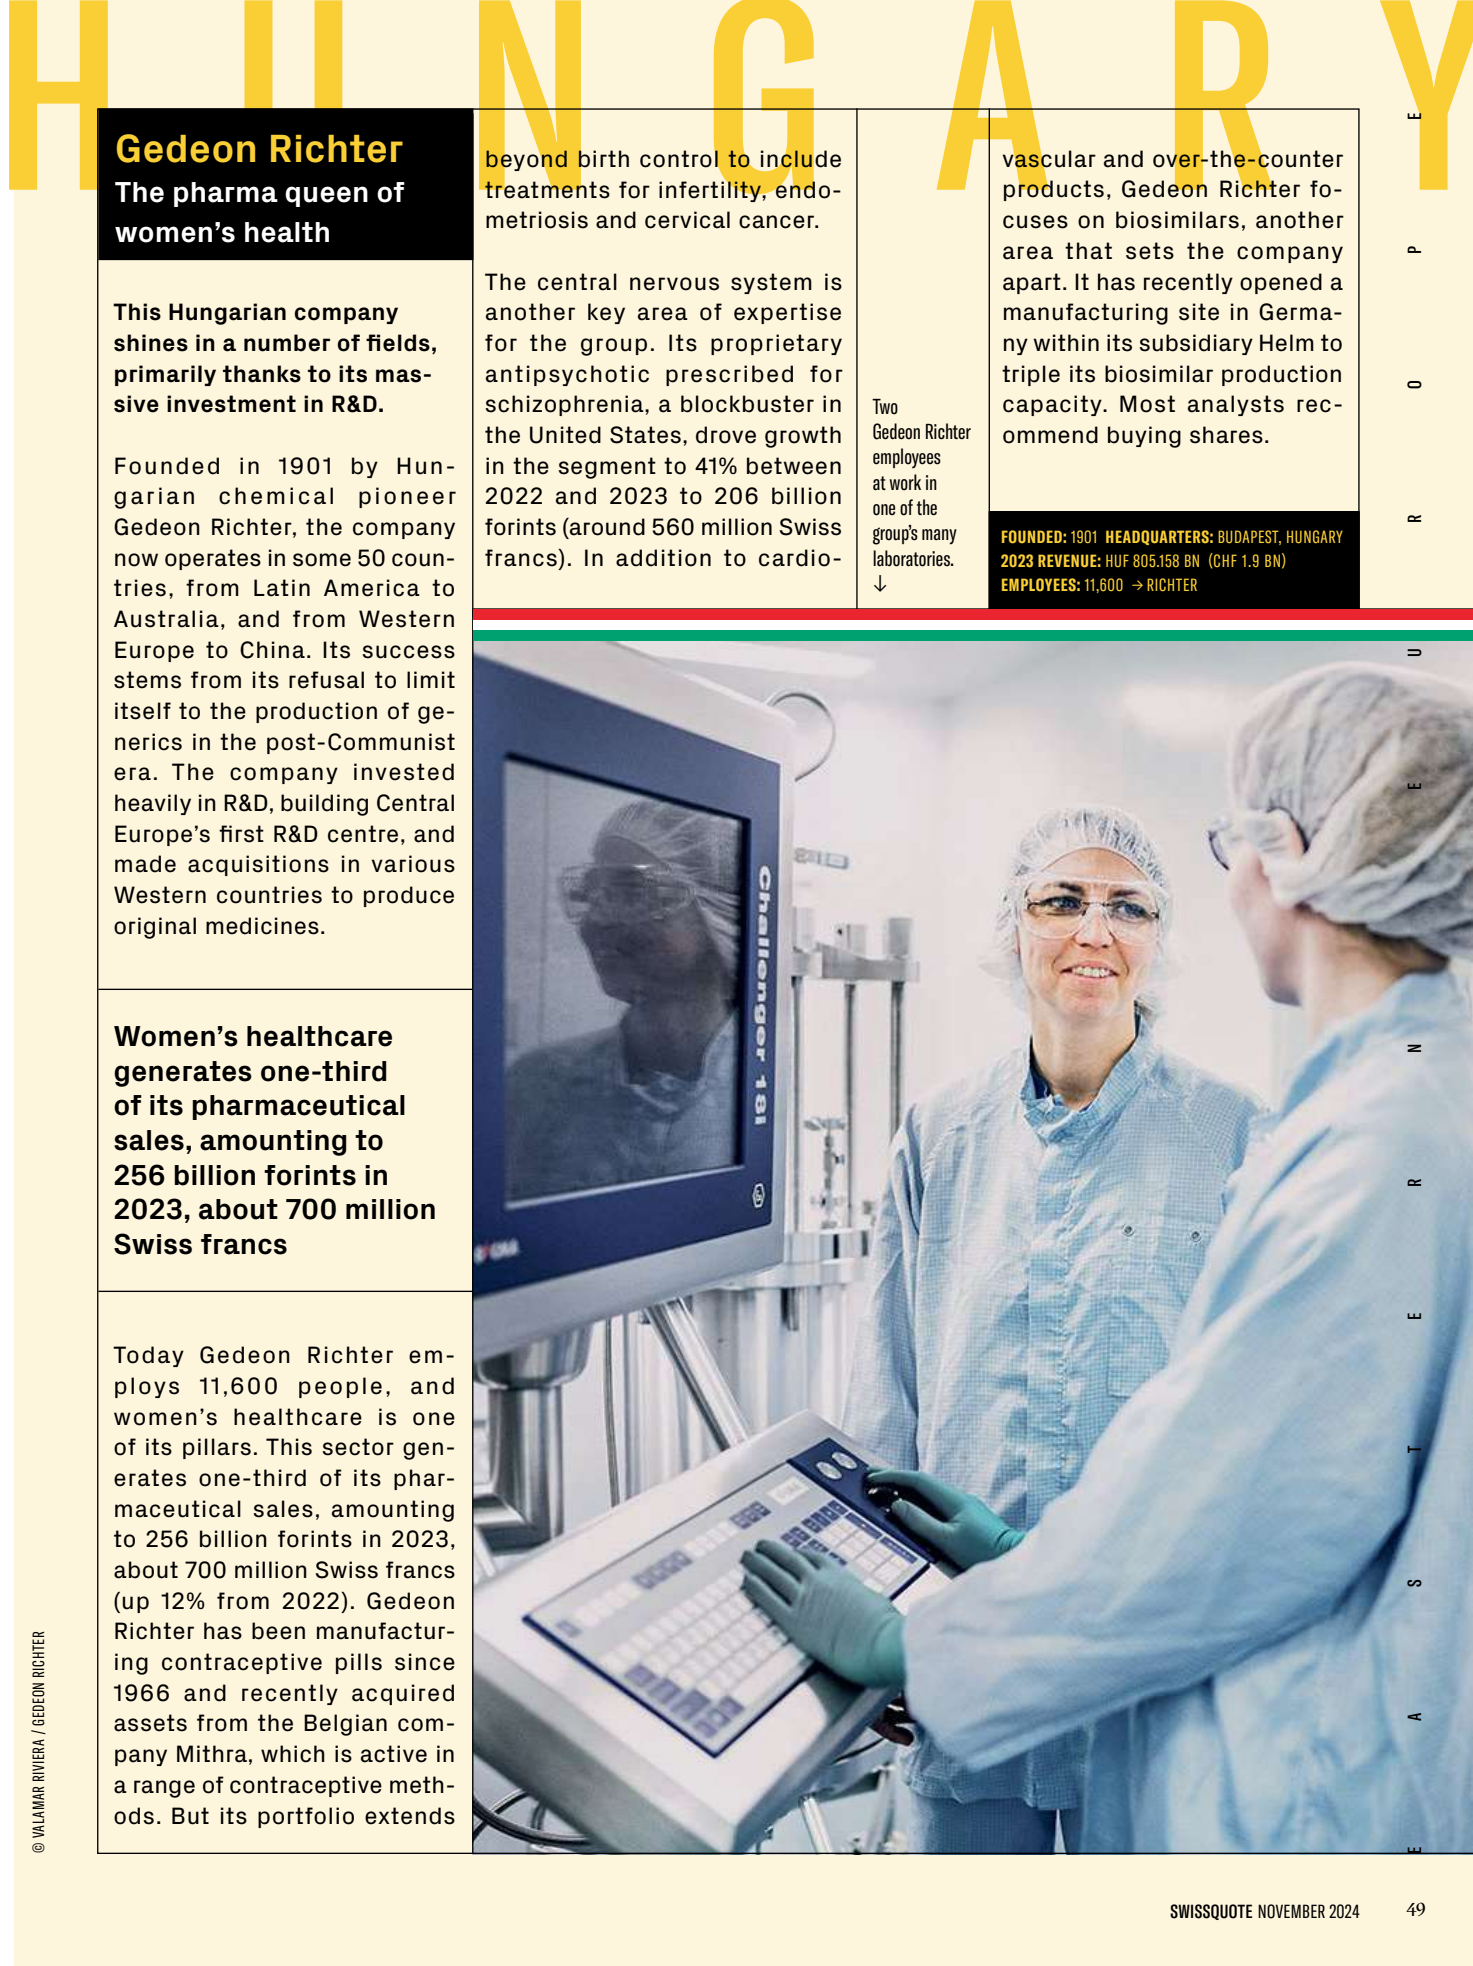 HUNGARY
Gedeon Richter
The pharma queen of
women's health
This Hungarian company
shines in a number of fields,
primarily thanks to its mas-
sive investment in R&D.
Founded in 1901 by Hun-
garian chemical pioneer
Gedeon Richter, the company
now operates in some 50 coun-
tries, from Latin America to
Australia, and from Western
Europe to China. Its success
stems from its refusal to limit
itself to the production of ge-
nerics in the post-Communist
era. The company invested
heavily in R&D, building Central
Europe's first R&D centre, and
made acquisitions in various
Western countries to produce
original medicines.
Women's healthcare
generates one-third
of its pharmaceutical
sales, amounting to
256 billion forints in
2023, about 700 million
Swiss francs
Today Gedeon Richter em-
ploys 11,600 people, and
women's healthcare is one
of its pillars. This sector gen-
erates one-third of its phar-
maceutical sales, amounting
to 256 billion forints in 2023,
about 700 million Swiss francs
(up 12% from 2022). Gedeon
Richter has been manufactur-
ing contraceptive pills since
1966 and recently acquired
assets from the Belgian com-
pany Mithra, which is active in
a range of contraceptive meth-
ods. But its portfolio extends
beyond birth control to include
treatments for infertility, endo-
metriosis and cervical cancer.
The central nervous system is
another key area of expertise
for the group. Its proprietary
antipsychotic prescribed for
schizophrenia, a blockbuster in
the United States, drove growth
in the segment to 41% between
2022 and 2023 to 206 billion
forints (around 560 million Swiss
francs). In addition to cardio-
Two
Gedeon Richter
employees
at work in
one of the
group's many
laboratories.
↓
vascular and over-the-counter
products, Gedeon Richter fo-
cuses on biosimilars, another
area that sets the company
apart. It has recently opened a
manufacturing site in Germa-
ny within its subsidiary Helm to
triple its biosimilar production
capacity. Most analysts rec-
ommend buying shares.
FOUNDED: 1901 HEADQUARTERS: BUDAPEST, HUNGARY
2023 REVENUE: HUF 805.158 BN (CHF 1.9 BN)
EMPLOYEES: 11,600 → RICHTER
Challenger 18i
EASTERN EUROPE
© VALAMAR RIVIERA / GEDEON RICHTER
SWISSQUOTE NOVEMBER 2024 49